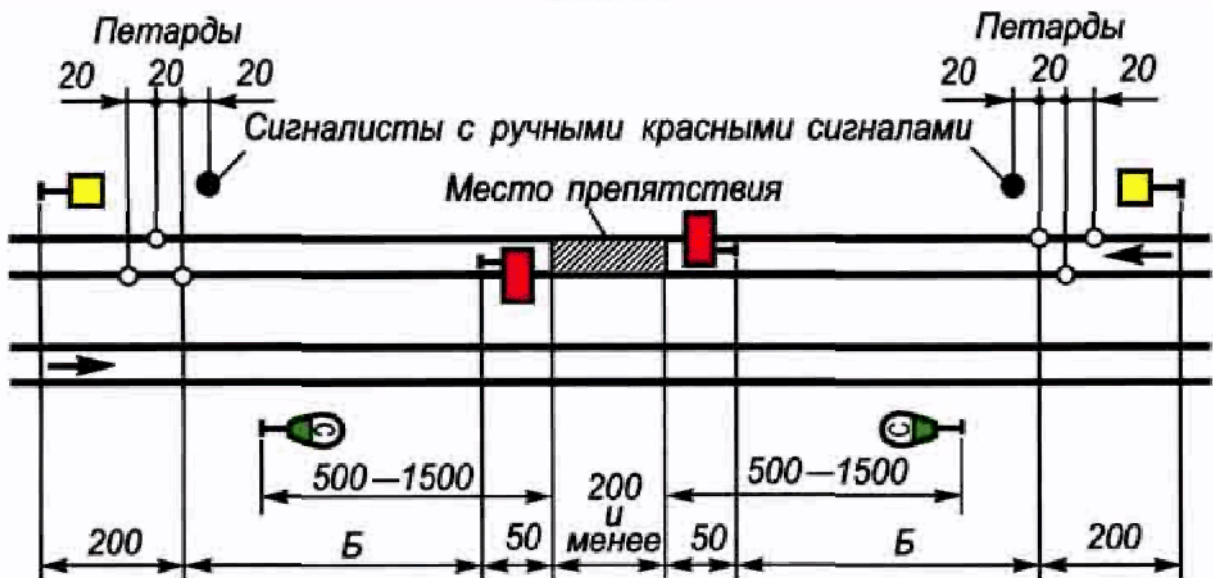 Петарды Петарды
20 20 20 20 20 20
Сигналисты с ручными красными сигналами
Место препятствия
С С
500—1500 200 500—1500
и
200 Б 50 менее 50 Б 200